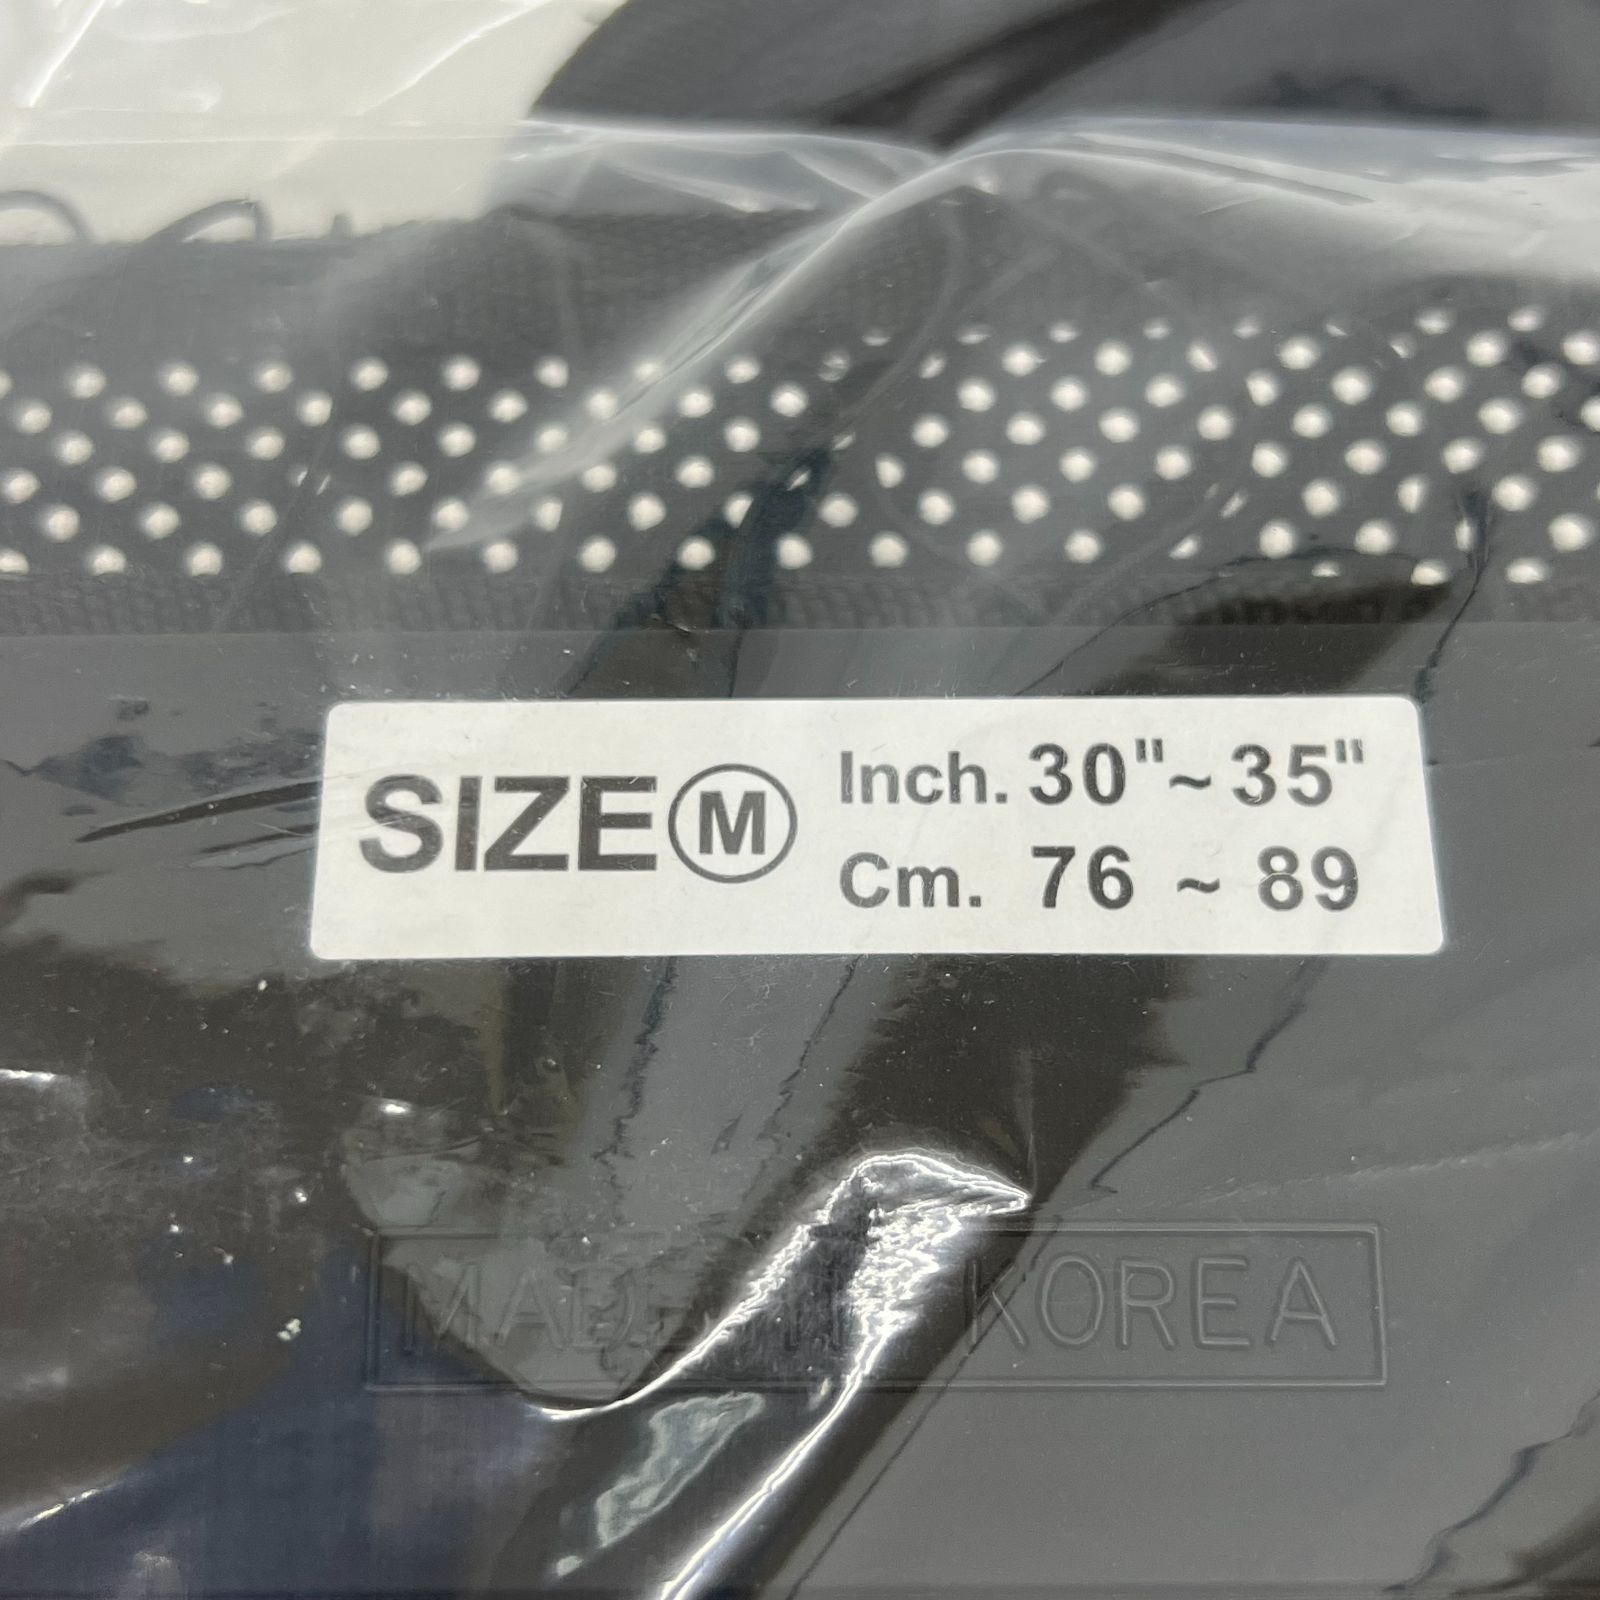 SIZE Ⓜ Inch. 30"~35"
Cm. 76 ~ 89
MADE IN KOREA